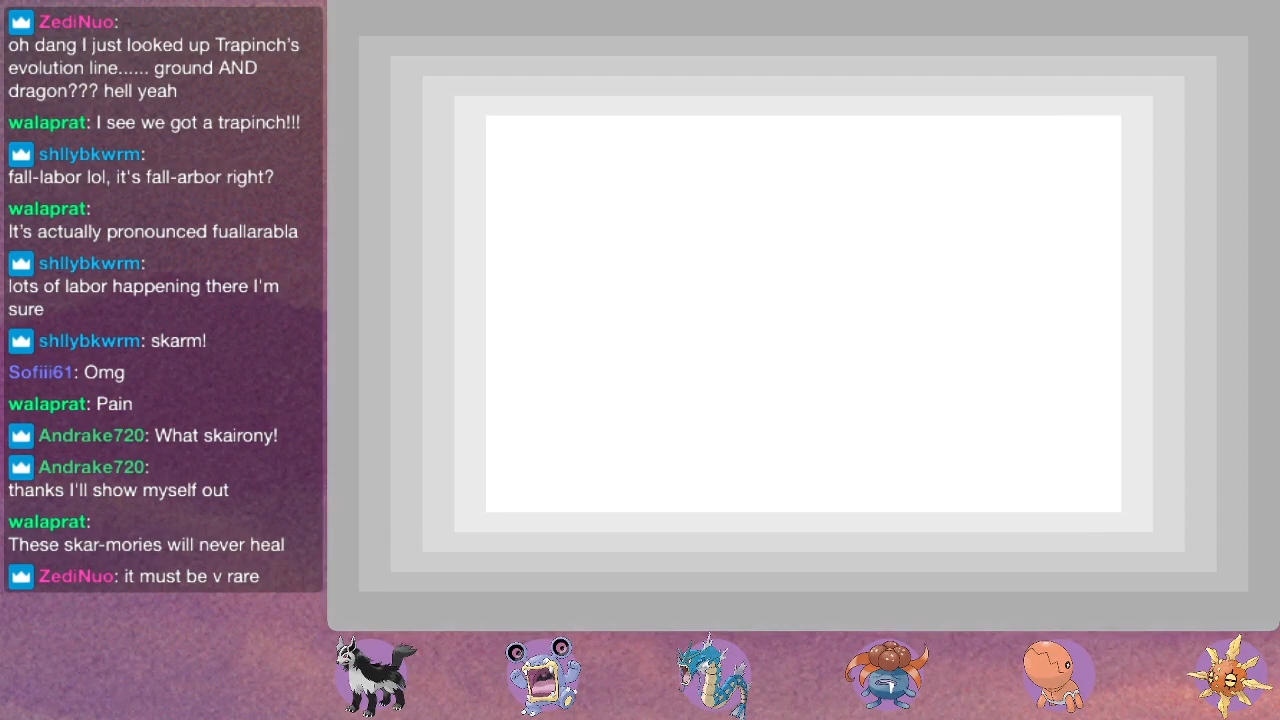 ZediNuo:
oh dang I just looked up Trapinch's
evolution line...... ground AND
dragon??? hell yeah
walaprat: I see we got a trapinch!!!
shllybkwrm:
fall-labor lol, it's fall-arbor right?
walaprat:
It's actually pronounced fuallarabla
shllybkwrm:
lots of labor happening there I'm
sure
shllybkwrm: skarm!
Sofiii61: Omg
walaprat: Pain
Andrake720: What skairony!
Andrake720:
thanks I'll show myself out
walaprat:
These skar-mories will never heal
ZediNuo: it must be v rare